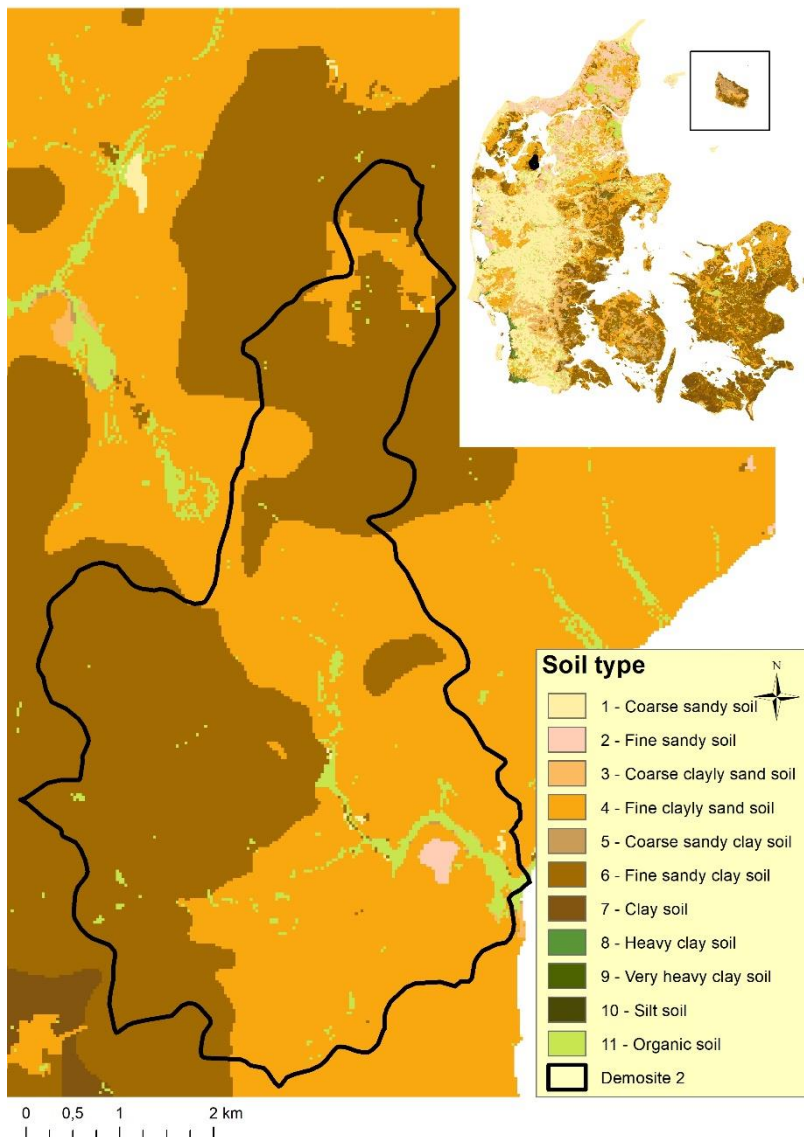 Soil type
N
1 - Coarse sandy soil
2 - Fine sandy soil
3 - Coarse clayly sand soil
4 - Fine clayly sand soil
5 - Coarse sandy clay soil
6 - Fine sandy clay soil
7 - Clay soil
8 - Heavy clay soil
9 - Very heavy clay soil
10 - Silt soil
11 - Organic soil
Demosite 2
0 0,5 1 2 km